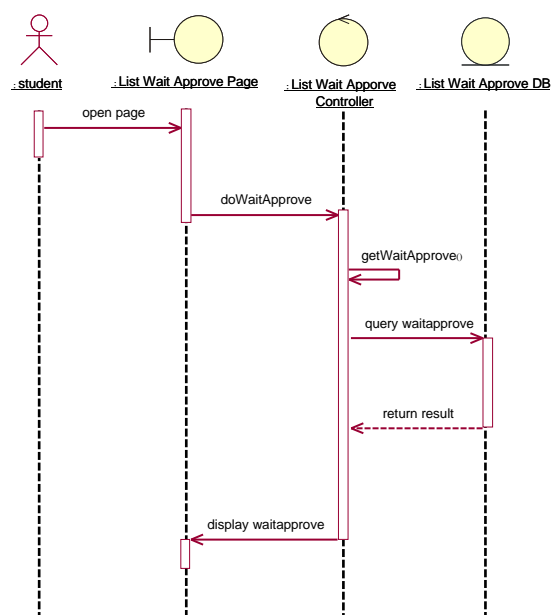 : student
: List Wait Approve Page
: List Wait Apporve
Controller
: List Wait Approve DB
open page
doWaitApprove
getWaitApprove()
query waitapprove
return result
display waitapprove